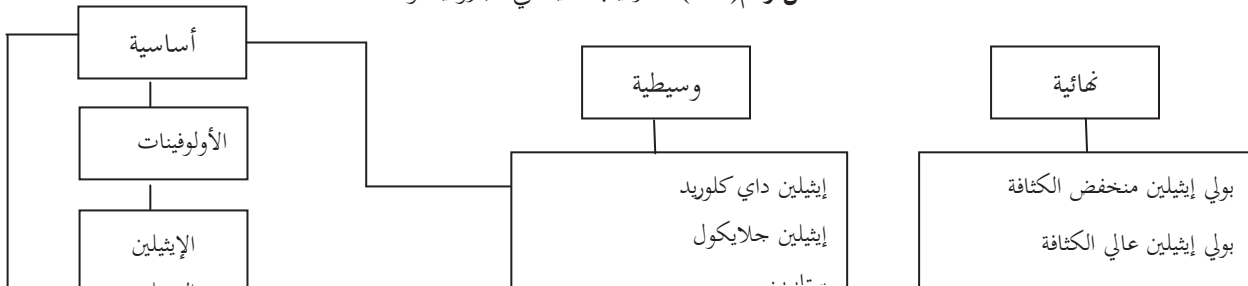 أساسية
وسيطية
نهائية
الأولوفينات
إيثيلين داي كلوريد
بولي إيثيلين منخفض الكثافة
الإيثيلين
إيثيلين جلايكول
بولي إيثيلين عالي الكثافة